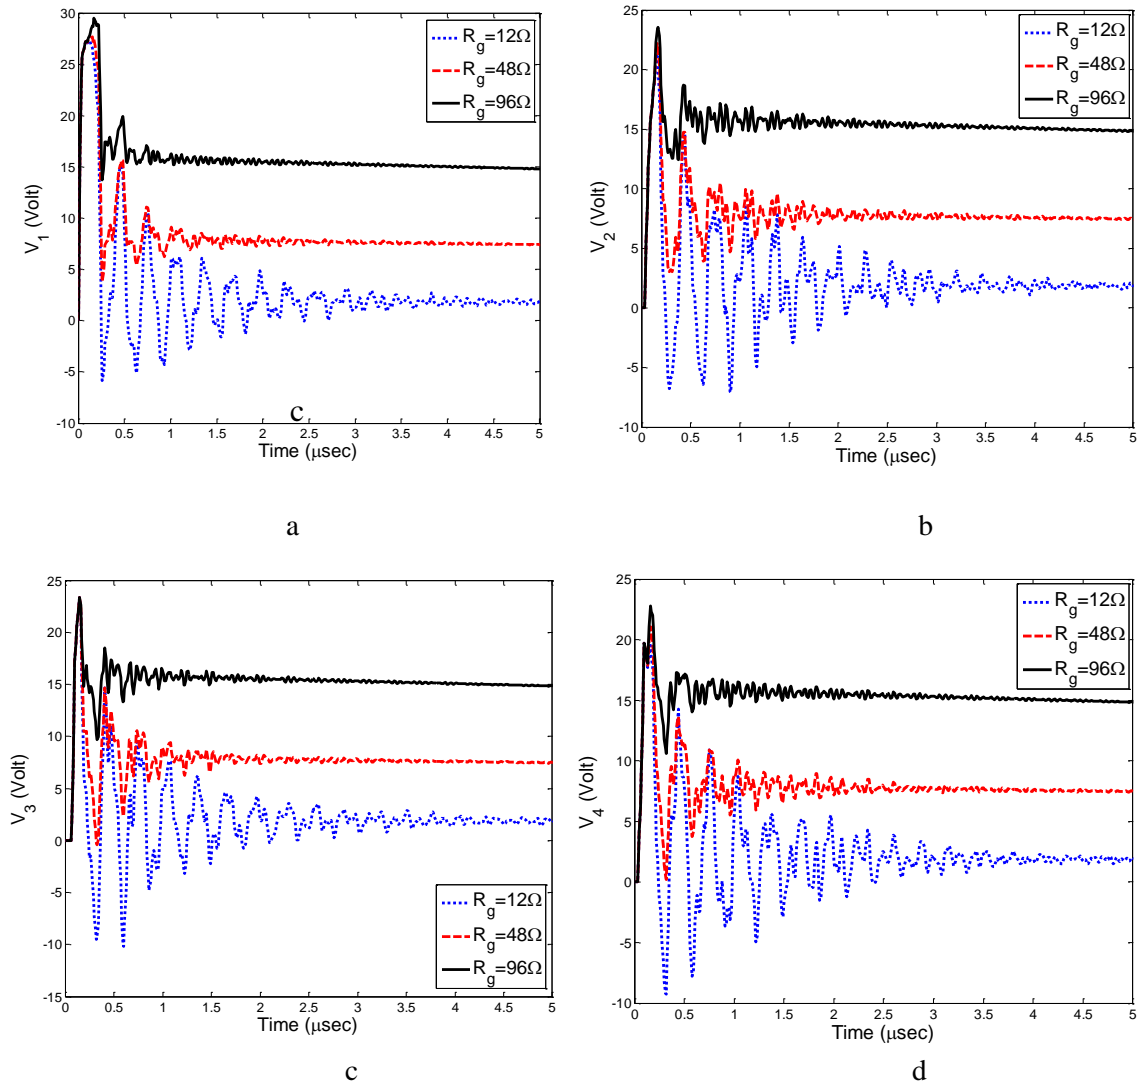 30
25
20
15
10
5
0
-5
-10
V1 (Volt)
Rg=12Ω
Rg=48Ω
Rg=96Ω
c
0 0.5 1 1.5 2 2.5 3 3.5 4 4.5 5
Time (μsec)
a
25
20
15
10
5
0
-5
-10
V2 (Volt)
Rg=12Ω
Rg=48Ω
Rg=96Ω
0 0.5 1 1.5 2 2.5 3 3.5 4 4.5 5
Time (μsec)
b
25
20
15
10
5
0
-5
-10
-15
V3 (Volt)
Rg=12Ω
Rg=48Ω
Rg=96Ω
0 0.5 1 1.5 2 2.5 3 3.5 4 4.5 5
Time (μsec)
c
25
20
15
10
5
0
-5
-10
V4 (Volt)
Rg=12Ω
Rg=48Ω
Rg=96Ω
0 0.5 1 1.5 2 2.5 3 3.5 4 4.5 5
Time (μsec)
d